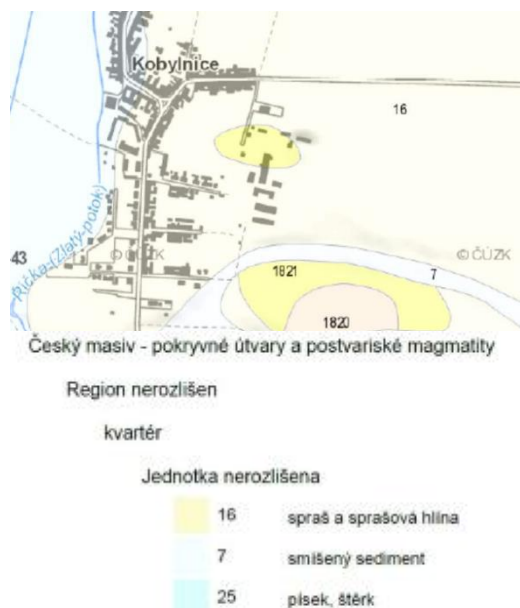 Kobylnice
16
Říčka-(Zlatý-potok)
43
© ČÚZK
© ČÚZK
1821
7
1820
Český masiv - pokryvné útvary a postvariské magmatity
Region nerozlišen
kvartér
Jednotka nerozlišena
16 spraš a sprašová hlína
7 smíšený sediment
25 písek, štěrk